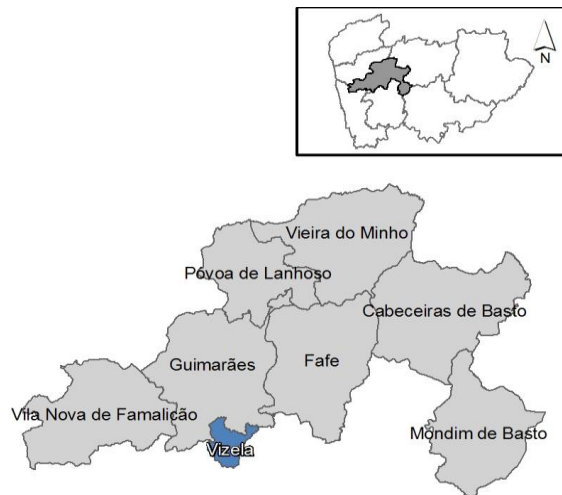 N
Vieira do Minho
Póvoa de Lanhoso
Cabeceiras de Basto
Guimarães
Fafe
Vila Nova de Famalicão
Mondim de Basto
Vizela